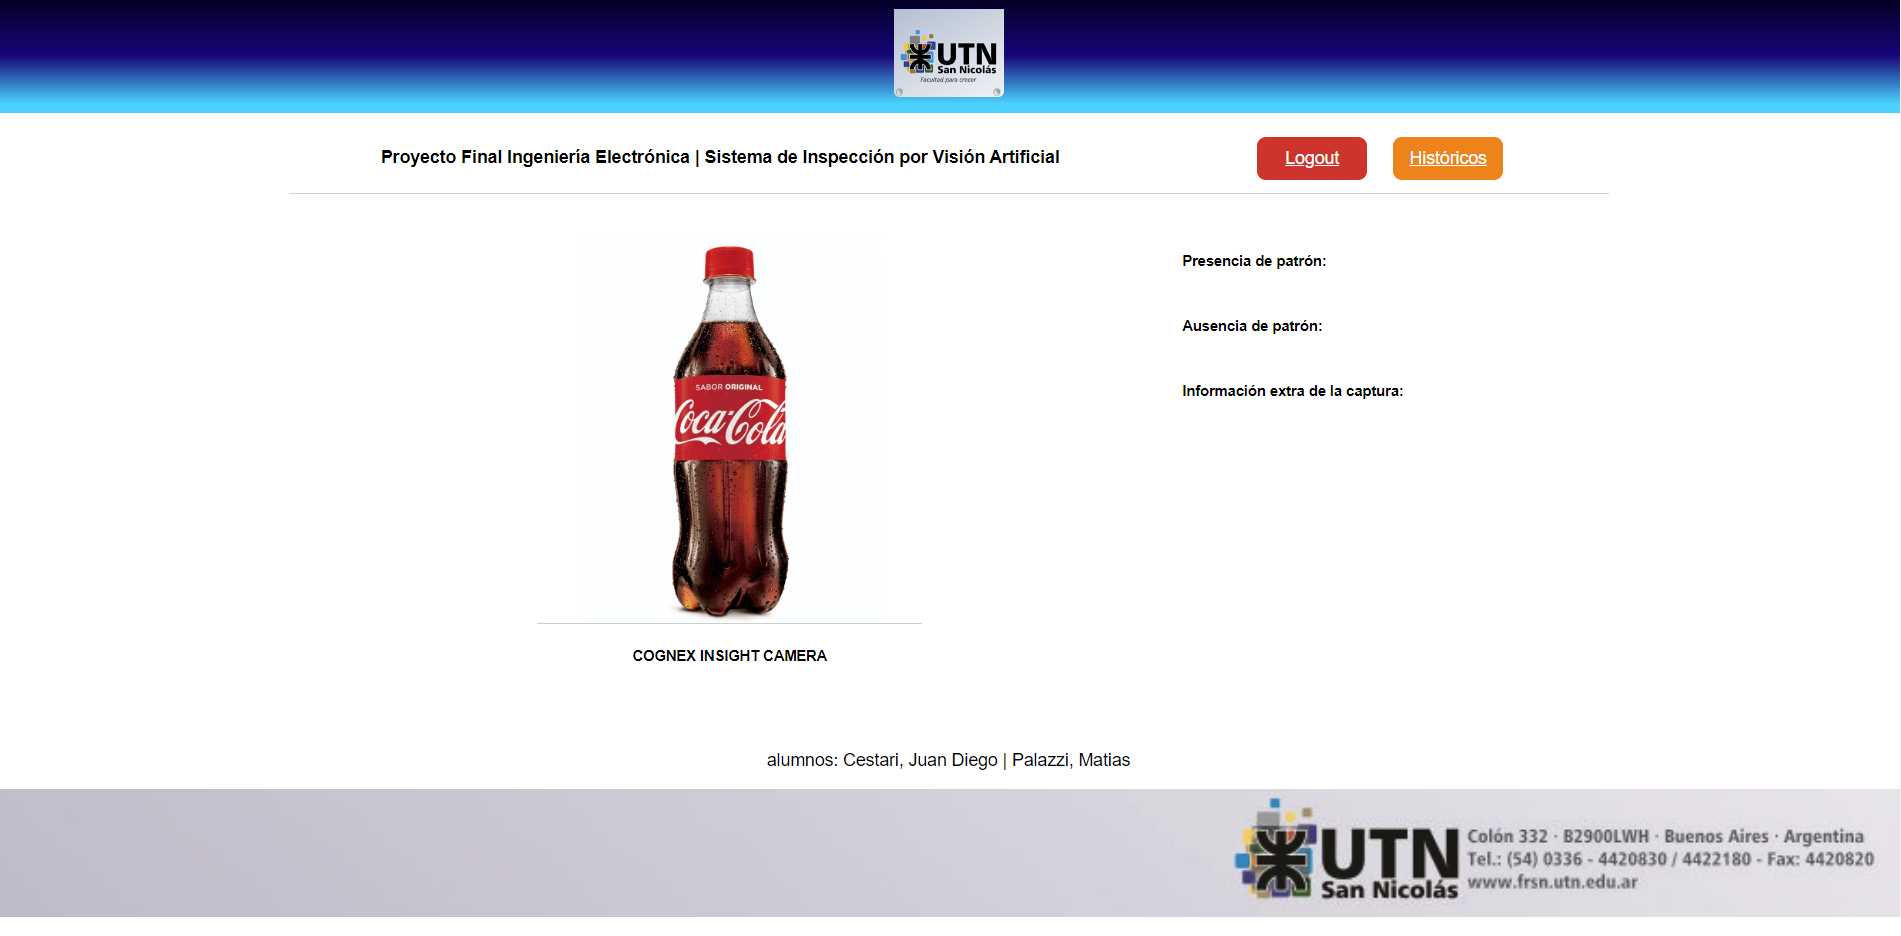 UTN
San Nicolás
Facultad para crecer
Proyecto Final Ingeniería Electrónica | Sistema de Inspección por Visión Artificial
Logout
Históricos
Presencia de patrón:
Ausencia de patrón:
Información extra de la captura:
SABOR ORIGINAL
Coca-Cola
COGNEX INSIGHT CAMERA
alumnos: Cestari, Juan Diego | Palazzi, Matias
UTN
San Nicolás
Colón 332 · B2900LWH · Buenos Aires · Argentina
Tel.: (54) 0336 - 4420830 / 4422180 - Fax: 4420820
www.frsn.utn.edu.ar